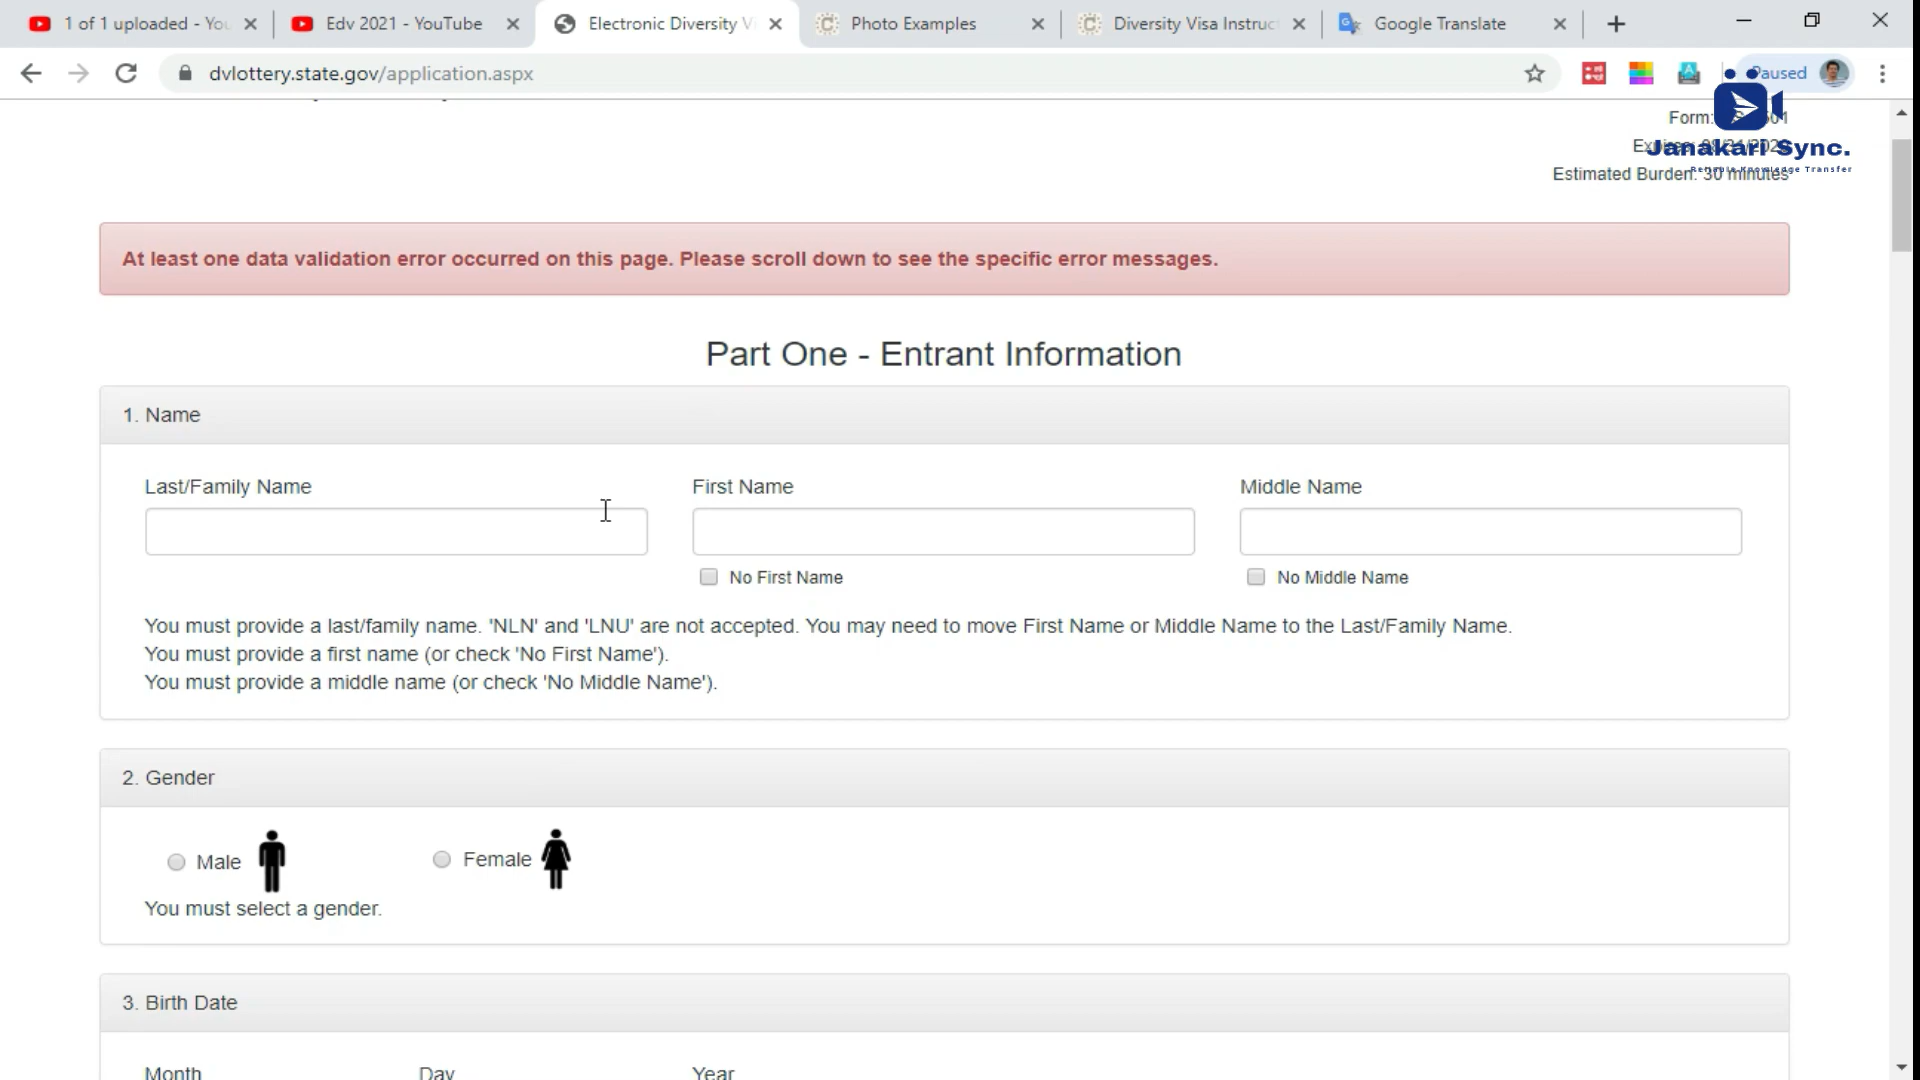 1 of 1 uploaded - You
Edv 2021 - YouTube
Electronic Diversity V
Photo Examples
Diversity Visa Instruct
Google Translate
dvlottery.state.gov/application.aspx
Paused
Form:
Janakari Sync.
Reliable Knowledge Transfer
Estimated Burden: 30 minutes
At least one data validation error occurred on this page. Please scroll down to see the specific error messages.
Part One - Entrant Information
1. Name
Last/Family Name
First Name
Middle Name
No First Name
No Middle Name
You must provide a last/family name. 'NLN' and 'LNU' are not accepted. You may need to move First Name or Middle Name to the Last/Family Name.
You must provide a first name (or check 'No First Name').
You must provide a middle name (or check 'No Middle Name').
2. Gender
Male
Female
You must select a gender.
3. Birth Date
Month
Day
Year